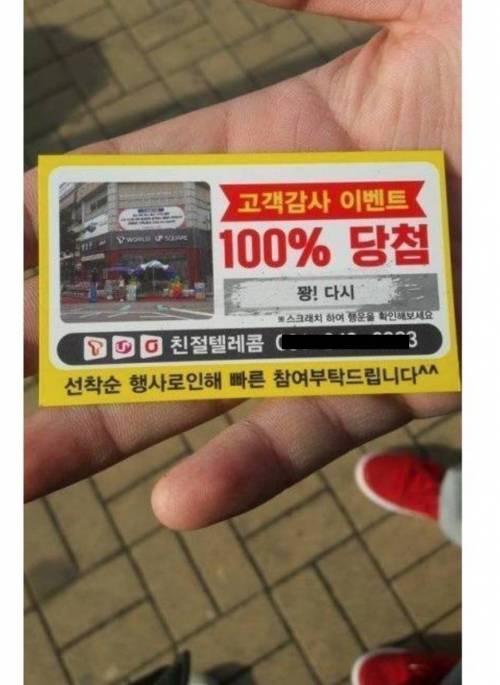 고객감사 이벤트
100% 당첨
꽝! 다시
※스크래치 하여 행운을 확인해보세요
T WORLD U SQUARE
친절텔레콤
선착순 행사로인해 빠른 참여부탁드립니다^^